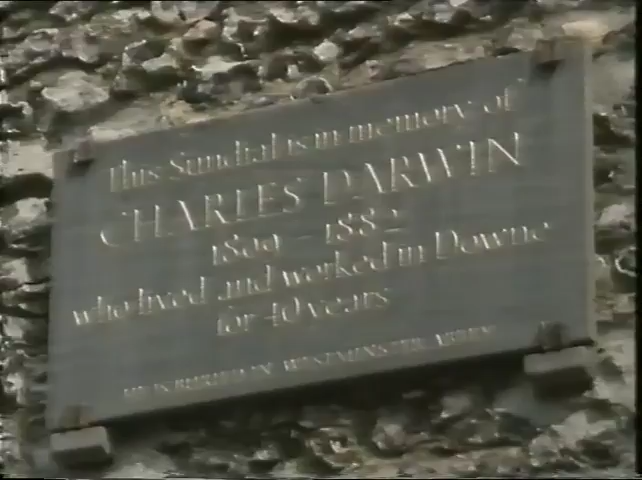 This Sundial is in memory of
CHARLES DARWIN
1809 – 1882
who lived and worked in Downe
for 40 years
HE IS BURIED IN WESTMINSTER ABBEY